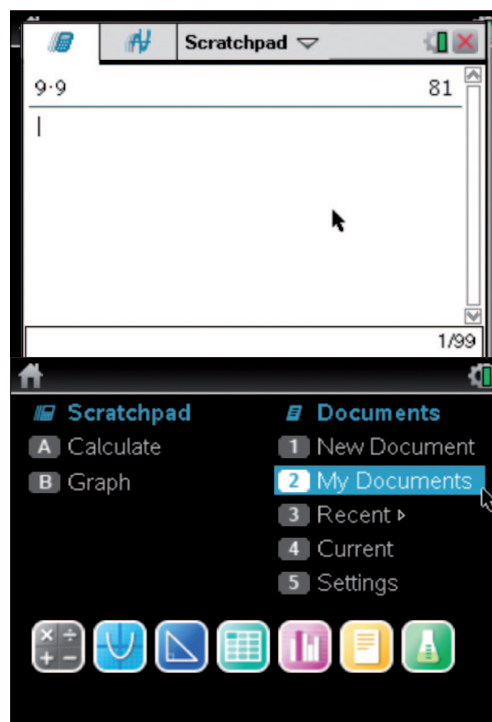 Scratchpad
9·9 81
1/99
Scratchpad
A Calculate
B Graph
Documents
1 New Document
2 My Documents
3 Recent
4 Current
5 Settings